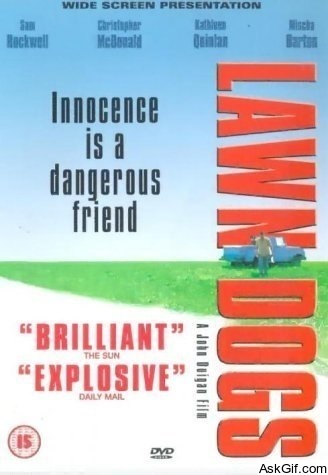 WIDE SCREEN PRESENTATION
Sam Rockwell
Christopher McDonald
Kathleen Quinlan
Mischa Barton
Innocence
is a
dangerous
friend
LAWN DOGS
A John Duigan Film
"BRILLIANT"
THE SUN
"EXPLOSIVE"
DAILY MAIL
15
DVD
AskGif.com